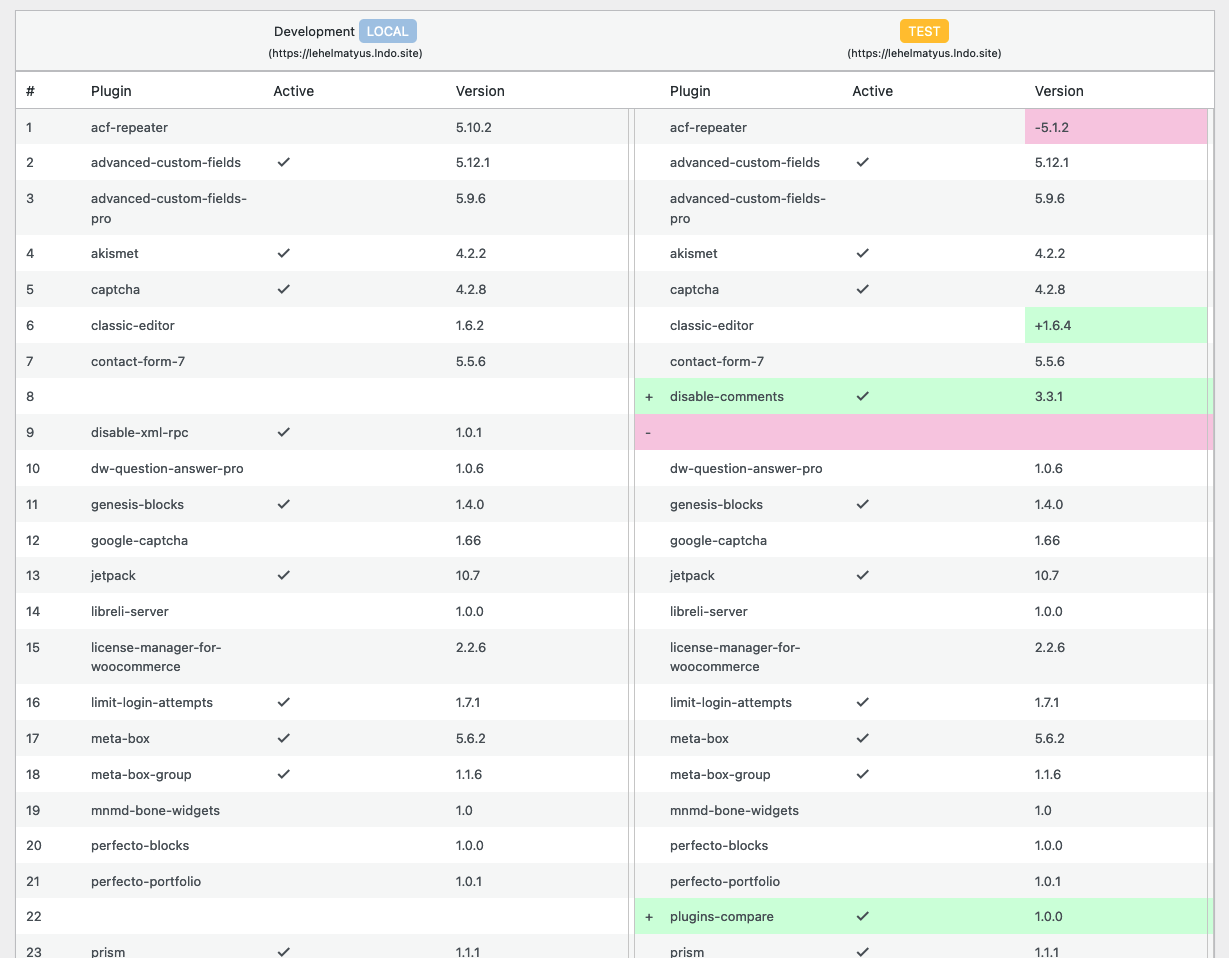 Development LOCAL TEST
(https://lehelmatyus.lndo.site) (https://lehelmatyus.lndo.site)
# Plugin Active Version Plugin Active Version
1 acf-repeater 5.10.2 acf-repeater -5.1.2
2 advanced-custom-fields ✓ 5.12.1 advanced-custom-fields ✓ 5.12.1
3 advanced-custom-fields- 5.9.6 advanced-custom-fields- 5.9.6
pro pro
4 akismet ✓ 4.2.2 akismet ✓ 4.2.2
5 captcha ✓ 4.2.8 captcha ✓ 4.2.8
6 classic-editor 1.6.2 classic-editor +1.6.4
7 contact-form-7 5.5.6 contact-form-7 5.5.6
8 + disable-comments ✓ 3.3.1
9 disable-xml-rpc ✓ 1.0.1 -
10 dw-question-answer-pro 1.0.6 dw-question-answer-pro 1.0.6
11 genesis-blocks ✓ 1.4.0 genesis-blocks ✓ 1.4.0
12 google-captcha 1.66 google-captcha 1.66
13 jetpack ✓ 10.7 jetpack ✓ 10.7
14 libreli-server 1.0.0 libreli-server 1.0.0
15 license-manager-for- 2.2.6 license-manager-for- 2.2.6
woocommerce woocommerce
16 limit-login-attempts ✓ 1.7.1 limit-login-attempts ✓ 1.7.1
17 meta-box ✓ 5.6.2 meta-box ✓ 5.6.2
18 meta-box-group ✓ 1.1.6 meta-box-group ✓ 1.1.6
19 mnmd-bone-widgets 1.0 mnmd-bone-widgets 1.0
20 perfecto-blocks 1.0.0 perfecto-blocks 1.0.0
21 perfecto-portfolio 1.0.1 perfecto-portfolio 1.0.1
22 + plugins-compare ✓ 1.0.0
23 prism ✓ 1.1.1 prism ✓ 1.1.1